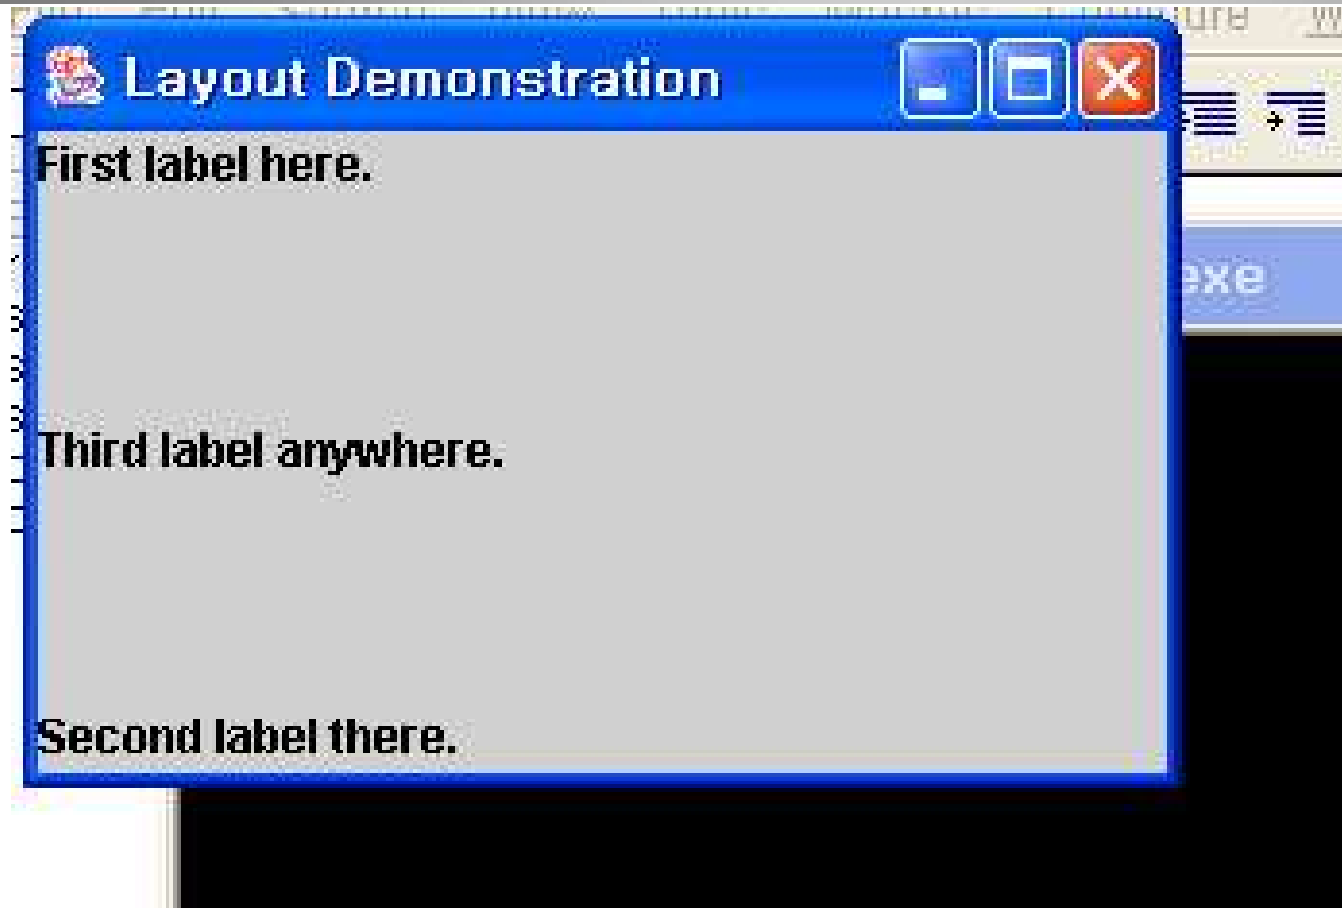 Layout Demonstration
First label here.
exe
Third label anywhere.
Second label there.